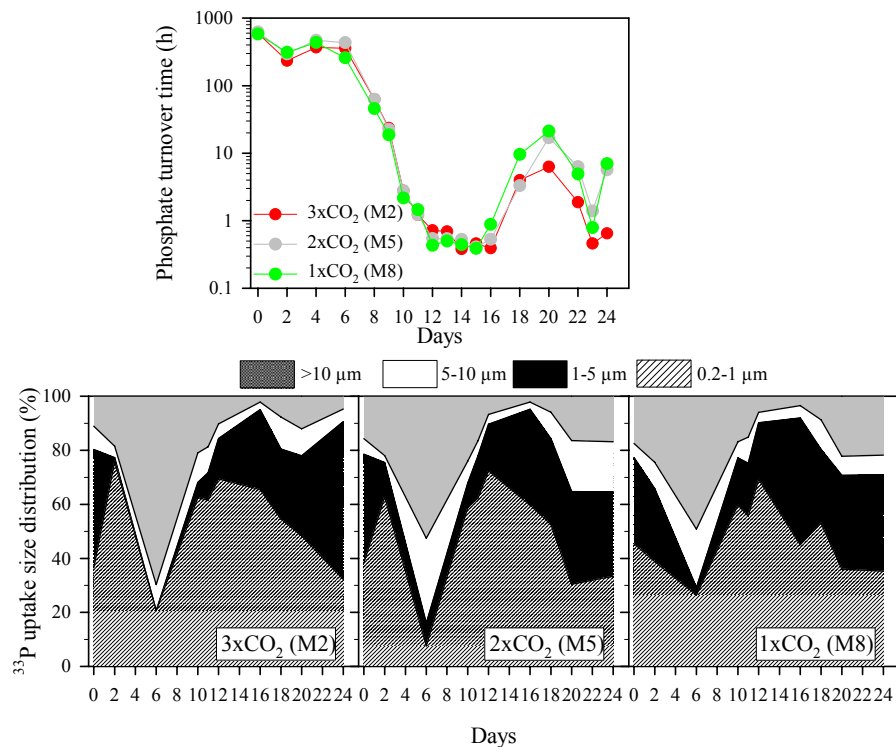 1000
100
10
1
0.1
Phosphate turnover time (h)
3xCO₂ (M2)
2xCO₂ (M5)
1xCO₂ (M8)
0 2 4 6 8 10 12 14 16 18 20 22 24
Days
>10 µm 5-10 µm 1-5 µm 0.2-1 µm
100
80
60
40
20
0
³³P uptake size distribution (%)
3xCO₂ (M2) 2xCO₂ (M5) 1xCO₂ (M8)
0 2 4 6 8 10 12 14 16 18 20 22 24 0 2 4 6 8 10 12 14 16 18 20 22 24 0 2 4 6 8 10 12 14 16 18 20 22 24
Days